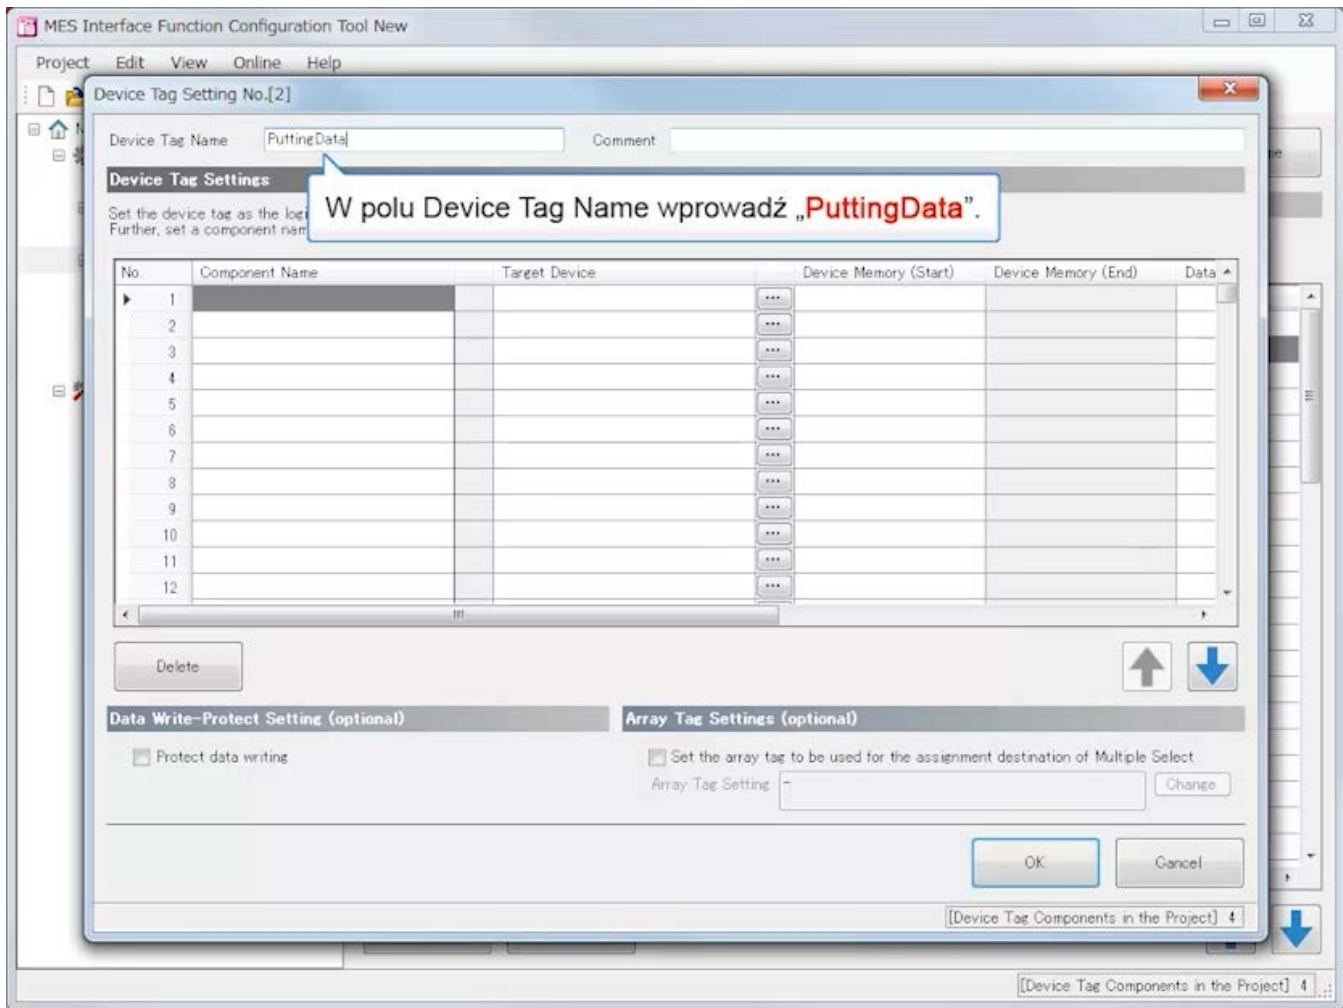 MES Interface Function Configuration Tool New
Project Edit View Online Help
Device Tag Setting No.[2]
Device Tag Name PuttingData Comment
Device Tag Settings
W polu Device Tag Name wprowadź „PuttingData”.
Set the device tag as the
Further, set a component
No. Component Name Target Device Device Memory (Start) Device Memory (End) Data
1 ...
2 ...
3 ...
4 ...
5 ...
6 ...
7 ...
8 ...
9 ...
10 ...
11 ...
12 ...
Delete
Data Write-Protect Setting (optional) Array Tag Settings (optional)
Protect data writing Set the array tag to be used for the assignment destination of Multiple Select
Array Tag Setting - Change
OK Cancel
[Device Tag Components in the Project] 4
[Device Tag Components in the Project] 4